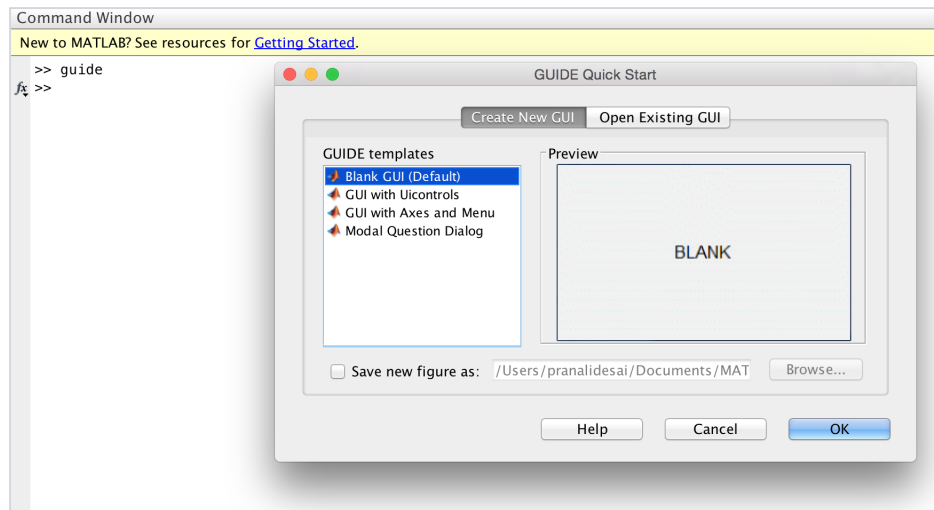 Command Window
New to MATLAB? See resources for Getting Started.
>> guide
fx >>
GUIDE Quick Start
Create New GUI Open Existing GUI
GUIDE templates
Blank GUI (Default)
GUI with Uicontrols
GUI with Axes and Menu
Modal Question Dialog
Preview
BLANK
Save new figure as: /Users/pranalidesai/Documents/MAT Browse...
Help Cancel OK